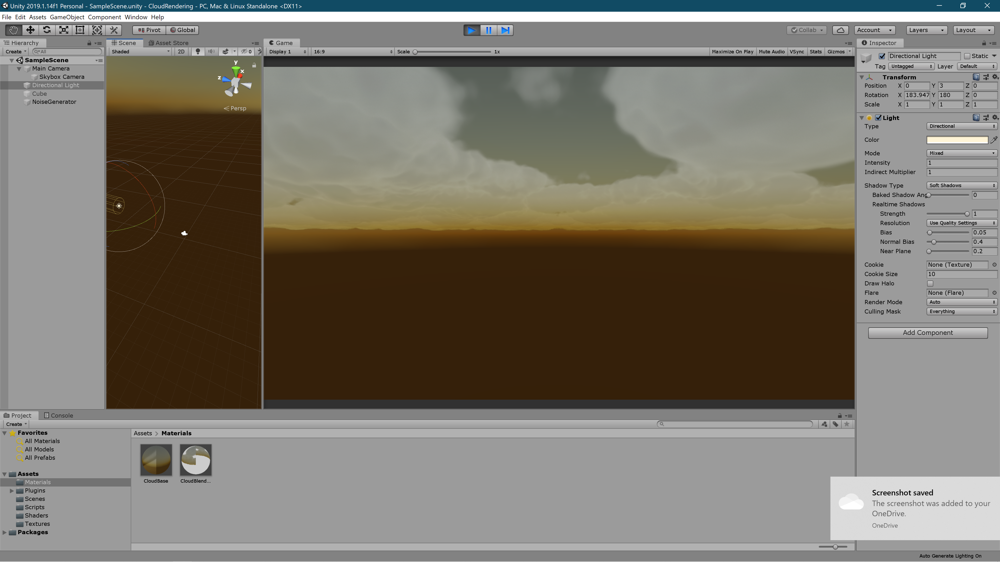 Unity 2019.1.14f1 Personal - SampleScene.unity - CloudRendering - PC, Mac & Linux Standalone <DX11>
File Edit Assets GameObject Component Window Help
Pivot Global Collab Account Layers Layout
Hierarchy
Create All
SampleScene
Main Camera
Skybox Camera
Directional Light
Cube
NoiseGenerator
Scene Asset Store
Shaded 2D 0
y
x
z
Persp
Game
Display 1 16:9 Scale 1x Maximize On Play Mute Audio VSync Stats Gizmos
Inspector
Directional Light Static
Tag Untagged Layer Default
Transform
Position X 0 Y 3 Z 0
Rotation X 183.947 Y 180 Z 0
Scale X 1 Y 1 Z 1
Light
Type Directional
Color
Mode Mixed
Intensity 1
Indirect Multiplier 1
Shadow Type Soft Shadows
Baked Shadow Ang 0
Realtime Shadows
Strength 1
Resolution Use Quality Settings
Bias 0.05
Normal Bias 0.4
Near Plane 0.2
Cookie None (Texture)
Cookie Size 10
Draw Halo
Flare None (Flare)
Render Mode Auto
Culling Mask Everything
Add Component
Project Console
Create
Favorites
All Materials
All Models
All Prefabs
Assets
Materials
Plugins
Scenes
Scripts
Shaders
Textures
Packages
Assets Materials
CloudBase CloudBlend...
Screenshot saved
The screenshot was added to your
OneDrive.
OneDrive
Auto Generate Lighting On